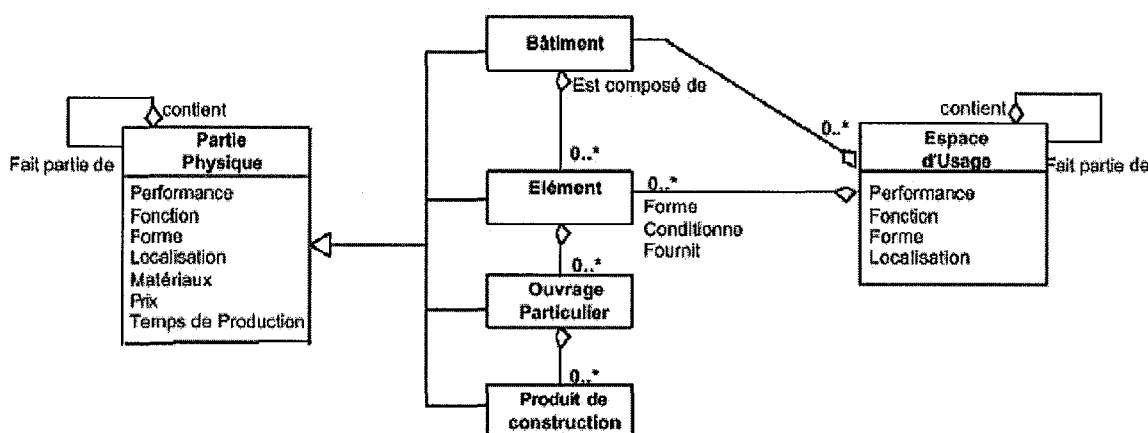 contient
Partie
Physique
Fait partie de
Performance
Fonction
Forme
Localisation
Matériaux
Prix
Temps de Production
Bâtiment
Est composé de
0..*
Elément
0..*
Forme
Conditionne
Fournit
0..*
Ouvrage
Particulier
0..*
Produit de
construction
contient
0..*
Espace
d'Usage
Fait partie de
Performance
Fonction
Forme
Localisation